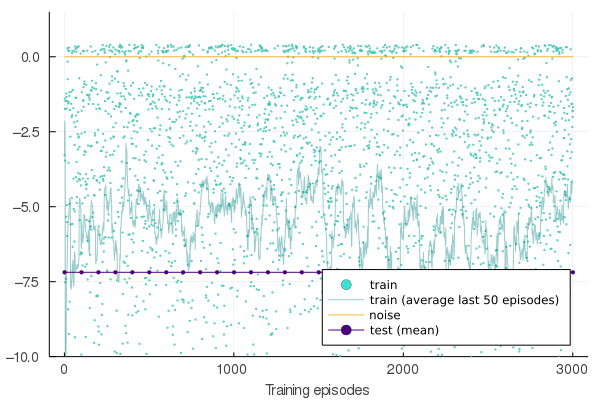 0.0
−2.5
−5.0
−7.5
−10.0
train
train (average last 50 episodes)
noise
test (mean)
0 1000 2000 3000
Training episodes